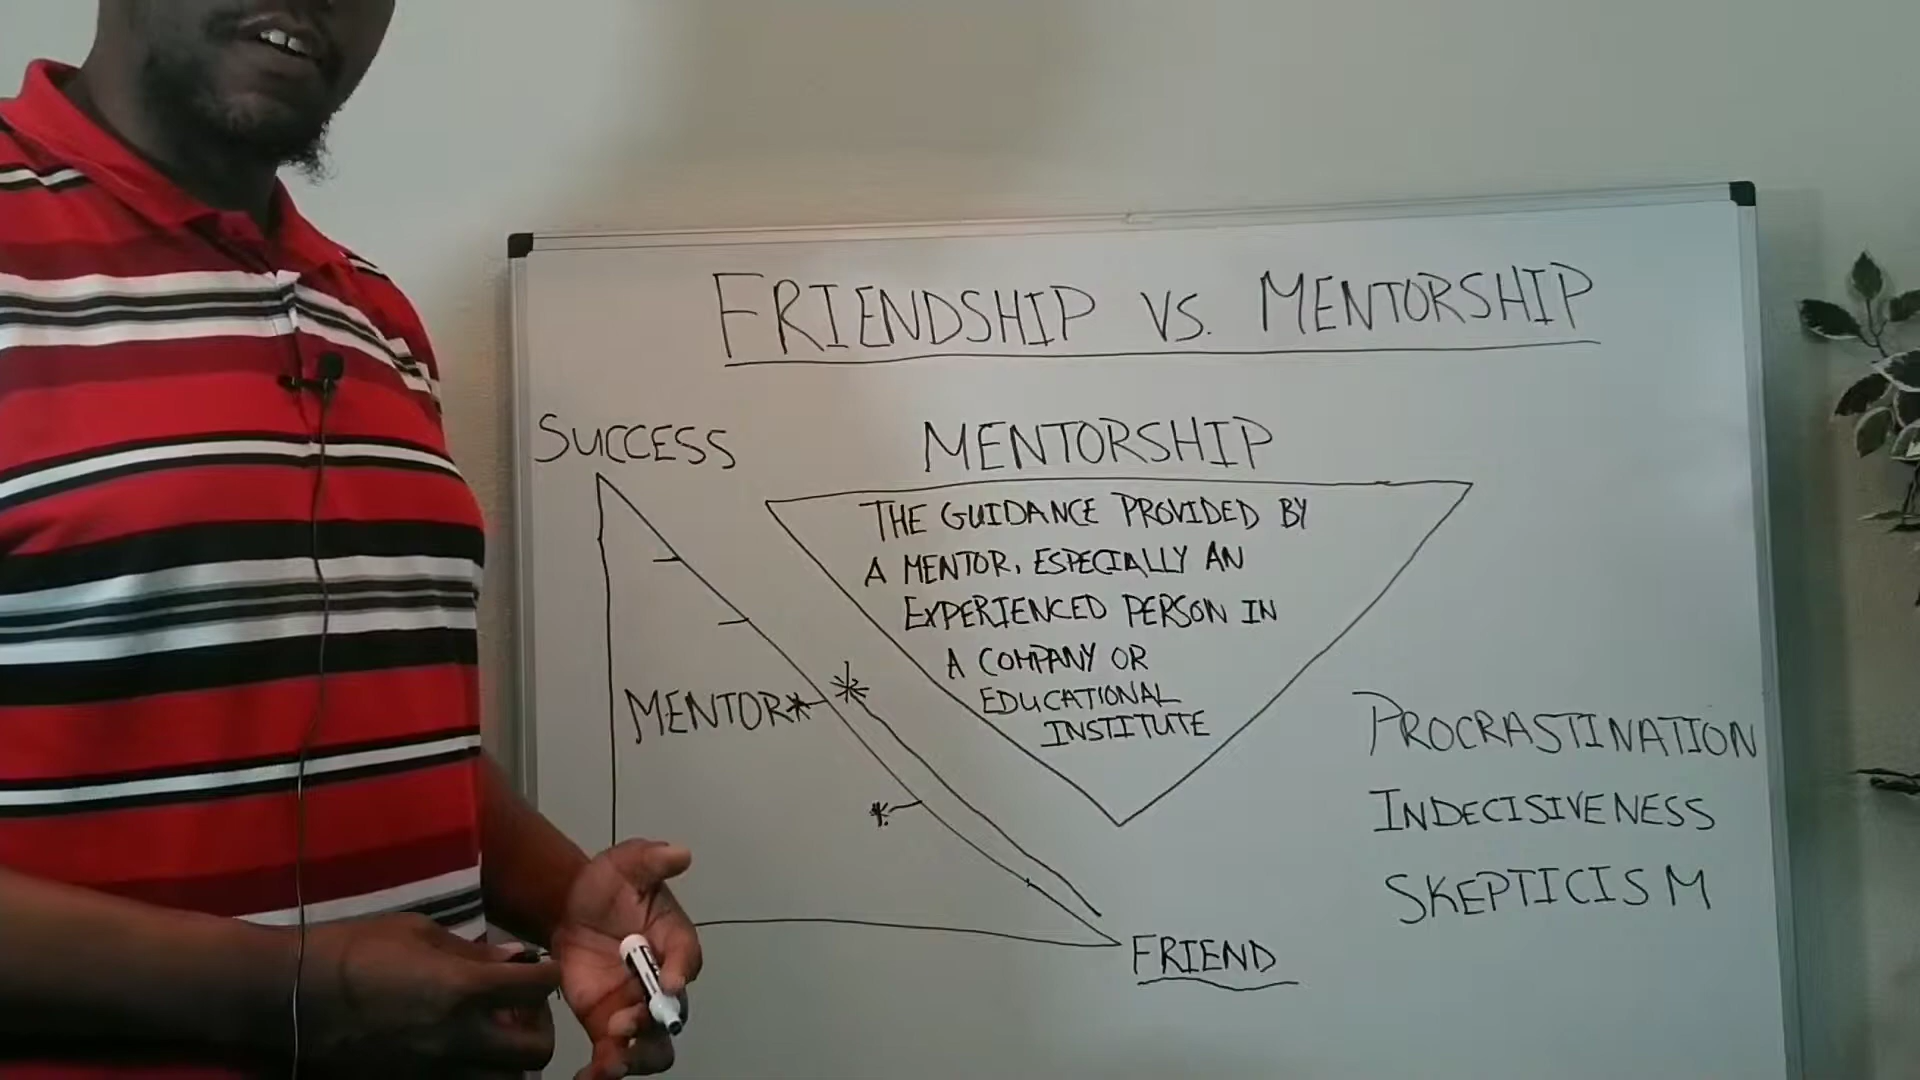 FRIENDSHIP VS. MENTORSHIP
SUCCESS
MENTORSHIP
THE GUIDANCE PROVIDED BY
A MENTOR, ESPECIALLY AN
EXPERIENCED PERSON IN
A COMPANY OR
EDUCATIONAL
INSTITUTE
MENTOR*
PROCRASTINATION
INDECISIVENESS
SKEPTICISM
FRIEND